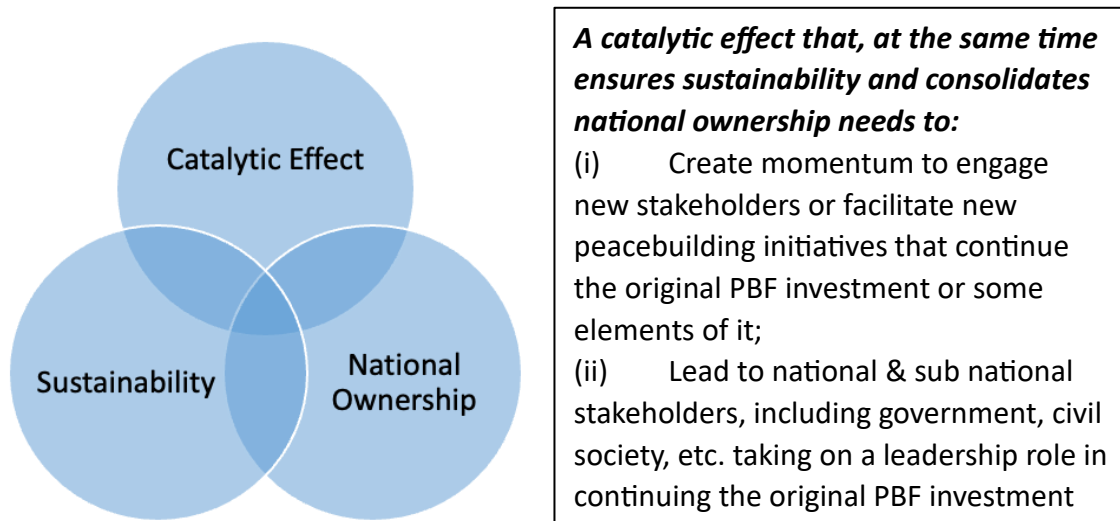 Catalytic Effect
Sustainability
National
Ownership
A catalytic effect that, at the same time
ensures sustainability and consolidates
national ownership needs to:
(i) Create momentum to engage
new stakeholders or facilitate new
peacebuilding initiatives that continue
the original PBF investment or some
elements of it;
(ii) Lead to national & sub national
stakeholders, including government, civil
society, etc. taking on a leadership role in
continuing the original PBF investment